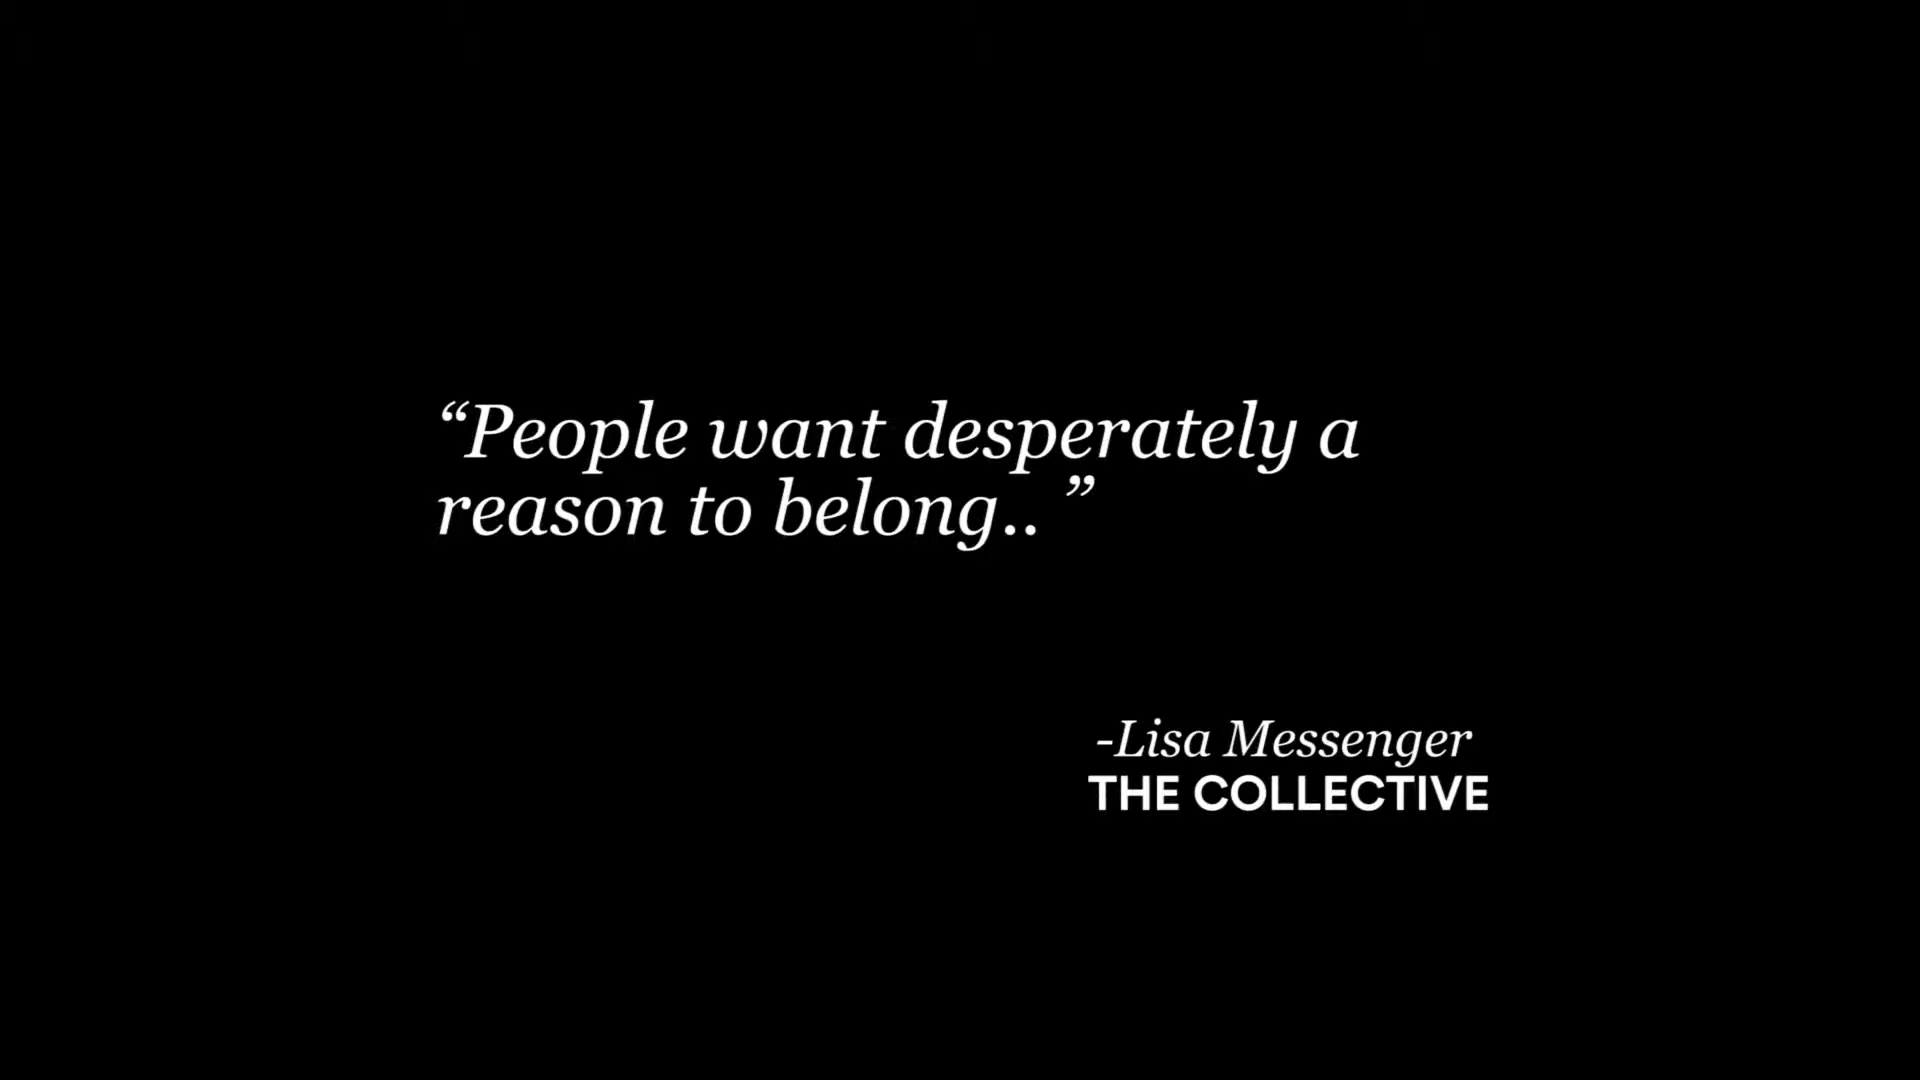 “People want desperately a
reason to belong.. ”
-Lisa Messenger
THE COLLECTIVE